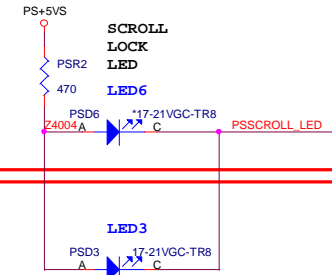 PS+5VS
SCROLL
LOCK
LED
PSR2
470
LED6
PSD6
*17-21VGC-TR8
Z4004
A
C
PSSCROLL_LED
LED3
PSD3
17-21VGC-TR8
A
C